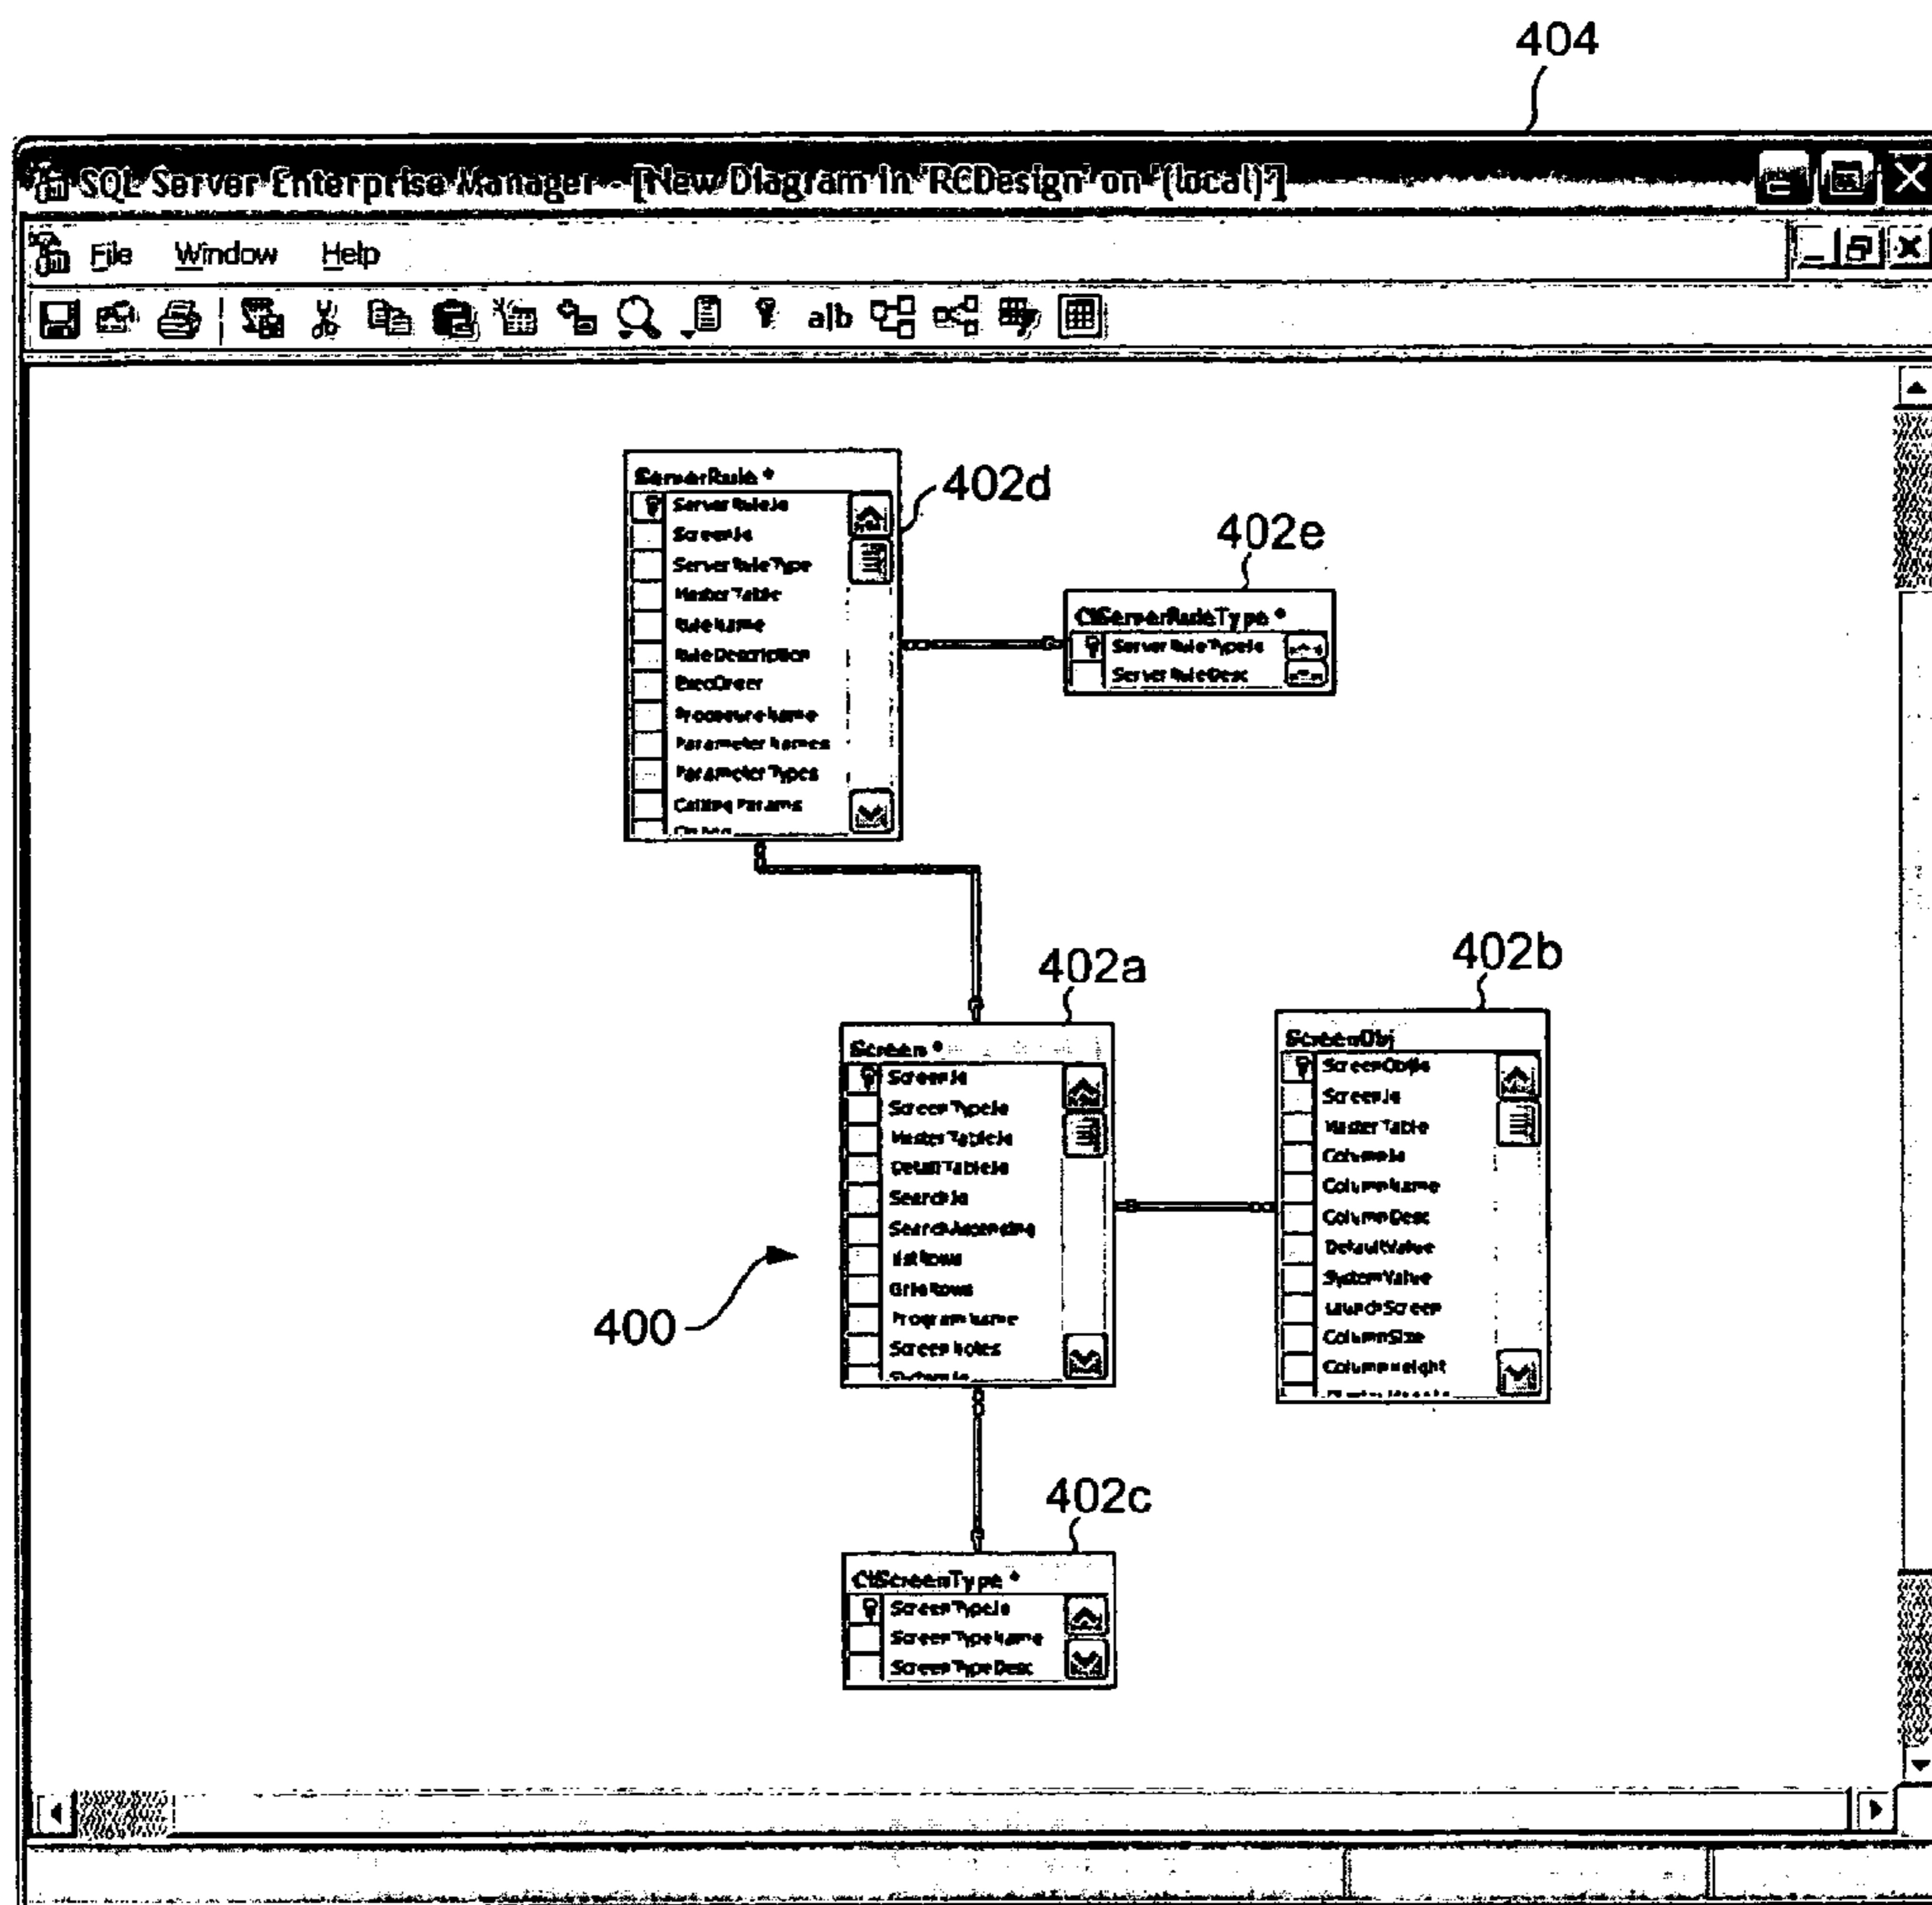 404
SQL Server Enterprise Manager - [New Diagram in 'RCDesign' on '(local)']
File Window Help
a|b
ServerRule *
402d
ServerRuleId
ScreenId
ServerRuleType
MasterTable
RuleName
RuleDescription
ExecOrder
ProcedureName
ParameterNames
ParameterTypes
CallingParams
402e
ClServerRuleType *
ServerRuleTypeId
ServerRuleDesc
402a
Screen *
ScreenId
ScreenTypeId
MasterTableId
DetailTableId
SearchId
SearchAscending
ListRows
GridRows
ProgramName
ScreenNotes
SystemId
402b
ScreenObj
ScreenObjId
ScreenId
MasterTable
ColumnId
ColumnName
ColumnDesc
DefaultValue
SystemValue
LaunchScreen
ColumnSize
ColumnHeight
400
402c
ClScreenType *
ScreenTypeId
ScreenTypeName
ScreenTypeDesc